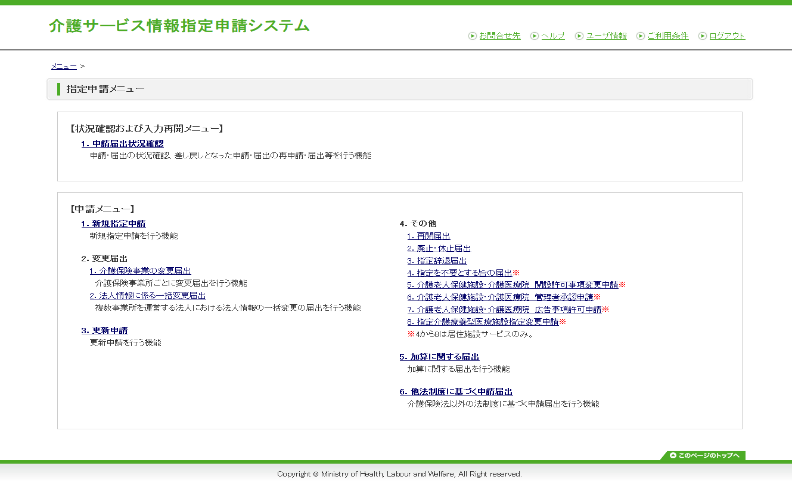 介護サービス情報指定申請システム
お問合せ先 ヘルプ ユーザ情報 ご利用条件 ログアウト
メニュー >
指定申請メニュー
【状況確認および入力再開メニュー】
1. 申請届出状況確認
申請・届出の状況確認、差し戻しとなった申請・届出の再申請・届出等を行う機能
【申請メニュー】
1. 新規指定申請
新規指定申請を行う機能
2. 変更届出
1. 介護保険事業の変更届出
介護保険事業所ごとに変更届出を行う機能
2. 法人情報に係る一括変更届出
複数事業所を運営する法人における法人情報の一括変更の届出を行う機能
3. 更新申請
更新申請を行う機能
4. その他
1. 再開届出
2. 廃止・休止届出
3. 指定辞退届出
4. 指定を不要とする旨の届出※
5. 介護老人保健施設・介護医療院 開設許可事項変更申請※
6. 介護老人保健施設・介護医療院 管理者承認申請※
7. 介護老人保健施設・介護医療院 広告事項許可申請※
8. 指定介護療養型医療施設指定変更申請※
※4から8は居住施設サービスのみ。
5. 加算に関する届出
加算に関する届出を行う機能
6. 他法制度に基づく申請届出
介護保険法以外の法制度に基づく申請届出を行う機能
このページのトップへ
Copyright © Ministry of Health, Labour and Welfare, All Right reserved.